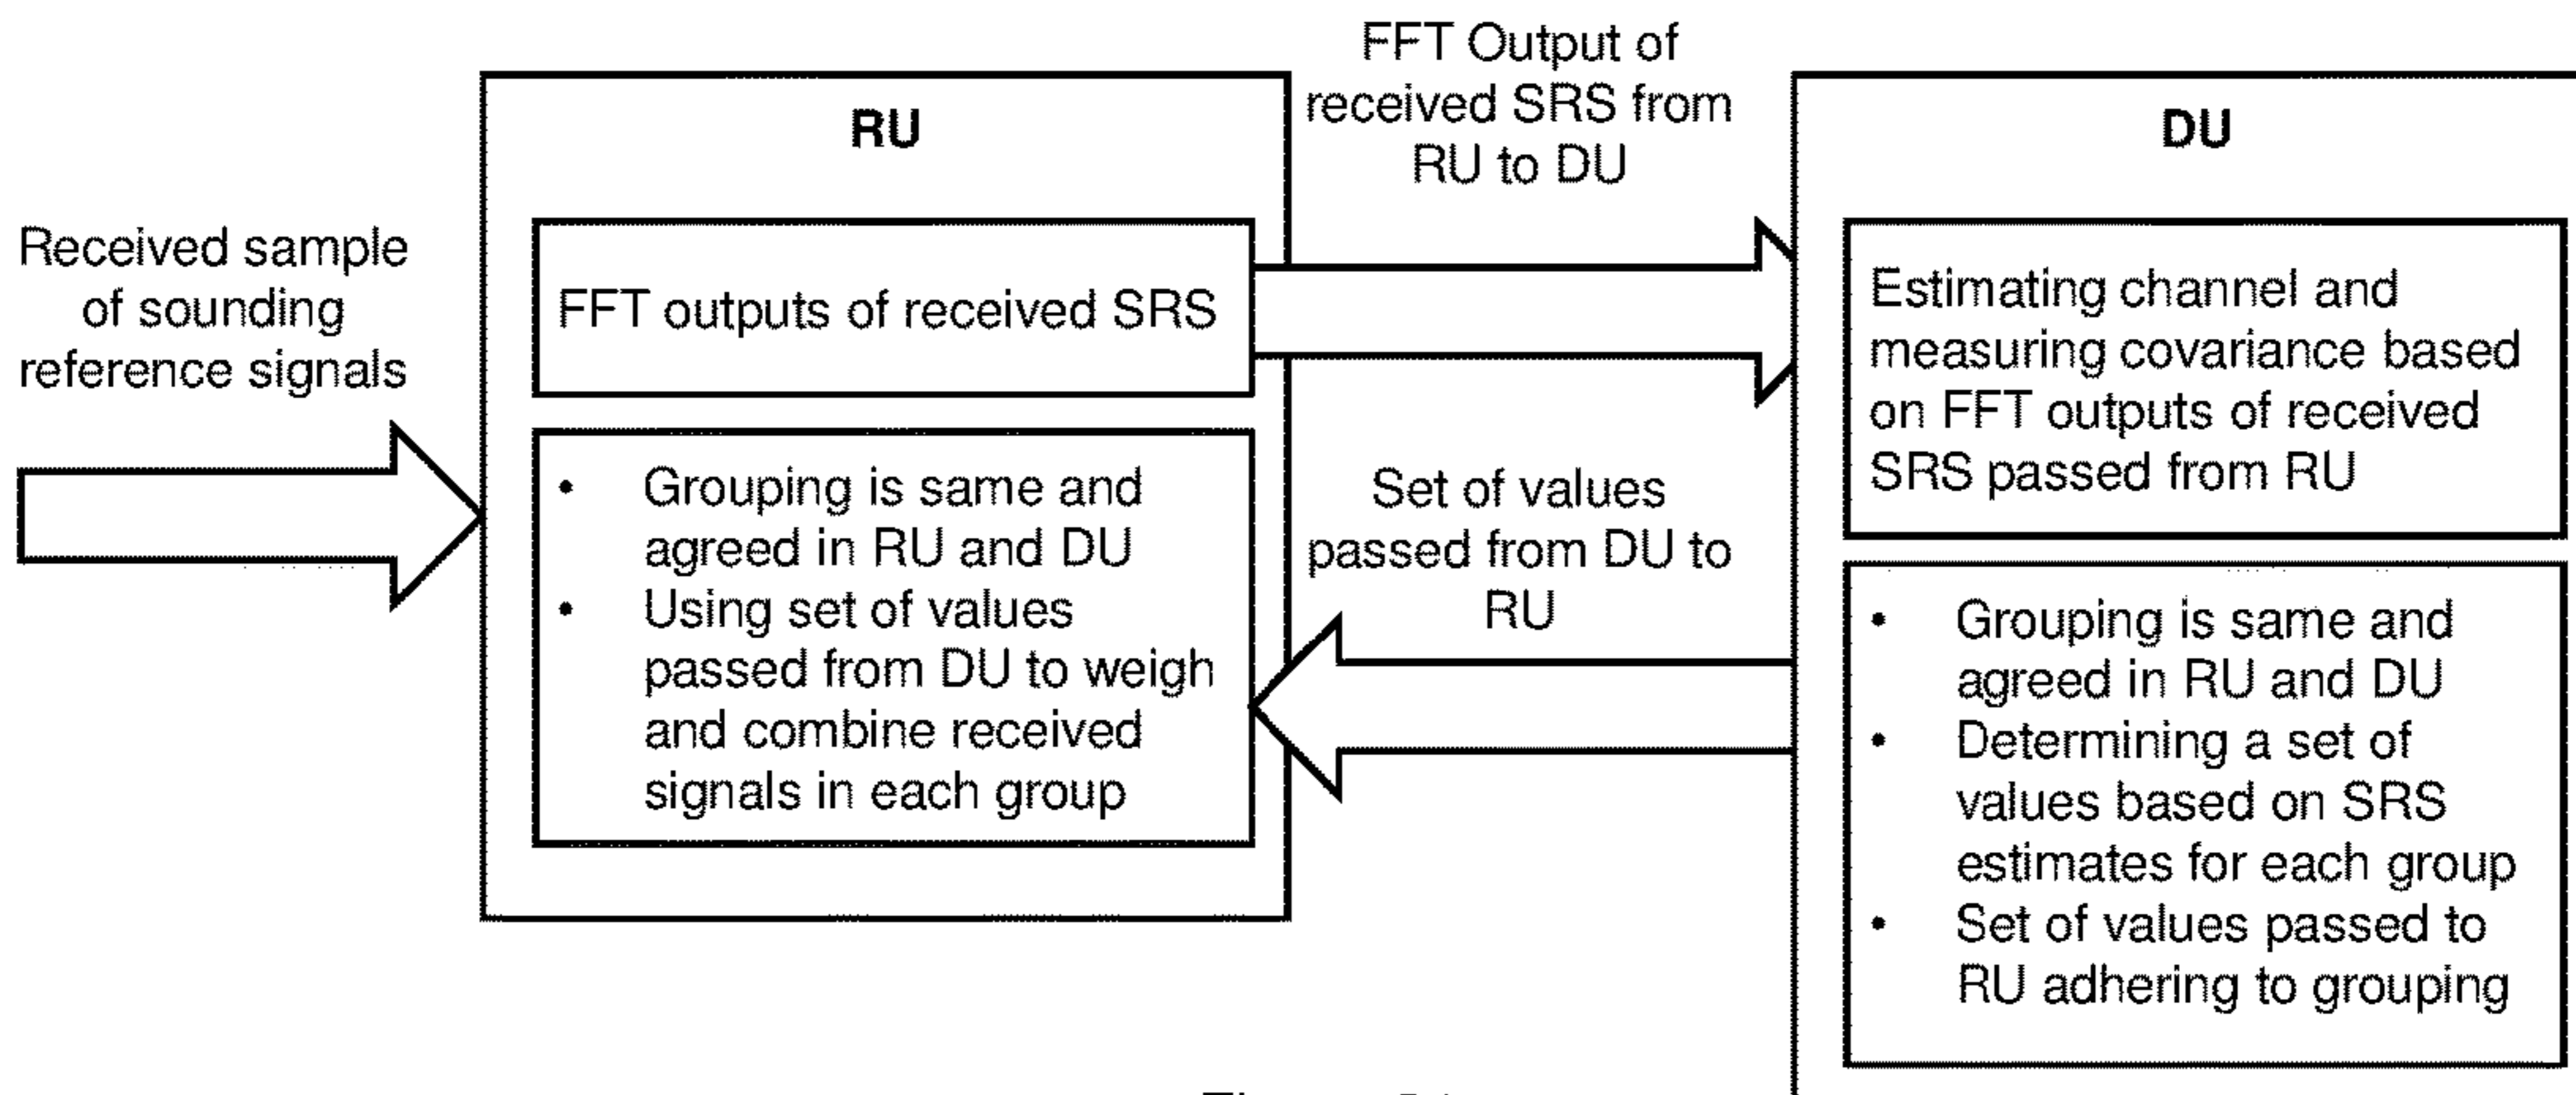 Received sample
of sounding
reference signals
RU
FFT outputs of received SRS
• Grouping is same and
agreed in RU and DU
• Using set of values
passed from DU to weigh
and combine received
signals in each group
FFT Output of
received SRS from
RU to DU
Set of values
passed from DU to
RU
DU
Estimating channel and
measuring covariance based
on FFT outputs of received
SRS passed from RU
• Grouping is same and
agreed in RU and DU
• Determining a set of
values based on SRS
estimates for each group
• Set of values passed to
RU adhering to grouping